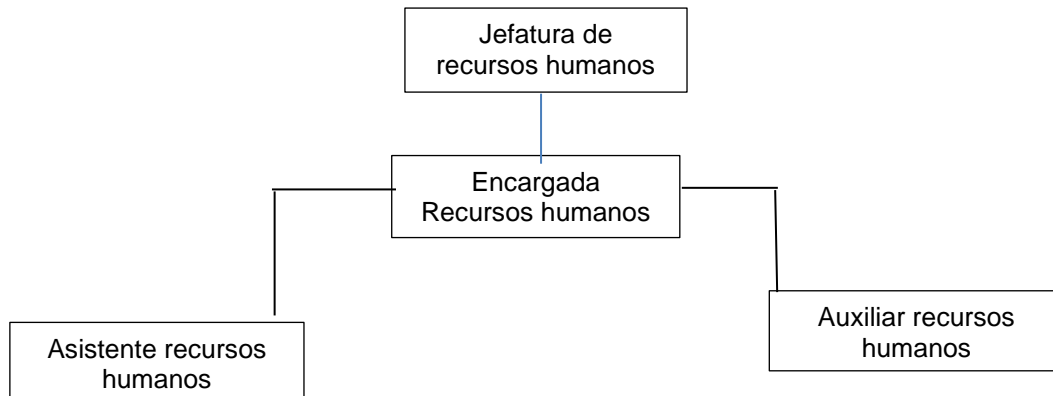 Jefatura de
recursos humanos
Encargada
Recursos humanos
Auxiliar recursos
humanos
Asistente recursos
humanos